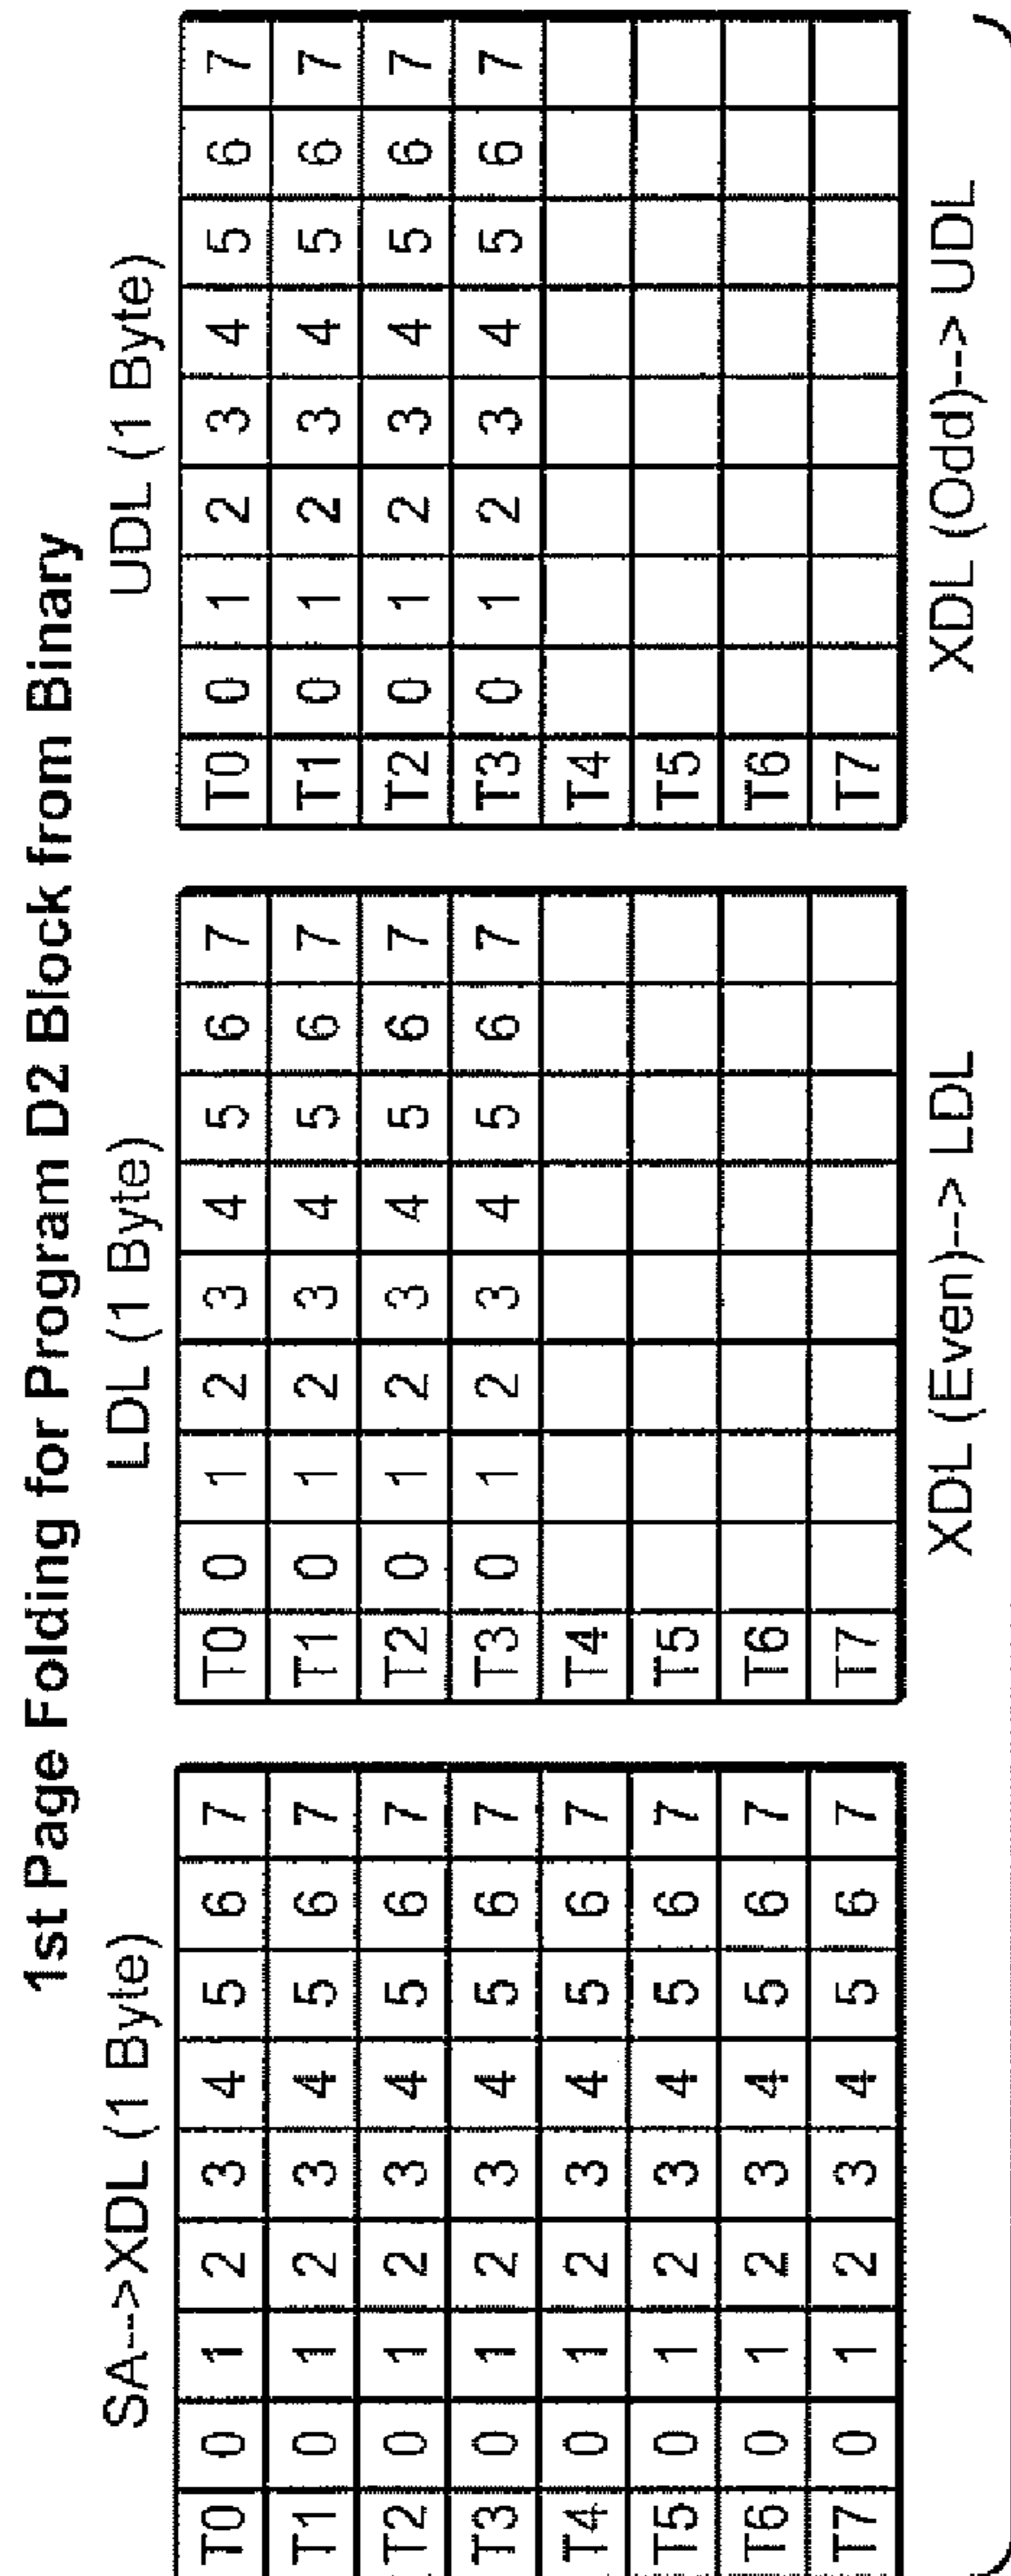 1st Page Folding for Program D2 Block from Binary
SA--->XDL (1 Byte)
T0 0 1 2 3 4 5 6 7
T1 0 1 2 3 4 5 6 7
T2 0 1 2 3 4 5 6 7
T3 0 1 2 3 4 5 6 7
T4 0 1 2 3 4 5 6 7
T5 0 1 2 3 4 5 6 7
T6 0 1 2 3 4 5 6 7
T7 0 1 2 3 4 5 6 7
LDL (1 Byte)
T0 0 1 2 3 4 5 6 7
T1 0 1 2 3 4 5 6 7
T2 0 1 2 3 4 5 6 7
T3 0 1 2 3 4 5 6 7
T4
T5
T6
T7
XDL (Even)---> LDL
UDL (1 Byte)
T0 0 1 2 3 4 5 6 7
T1 0 1 2 3 4 5 6 7
T2 0 1 2 3 4 5 6 7
T3 0 1 2 3 4 5 6 7
T4
T5
T6
T7
XDL (Odd)---> UDL